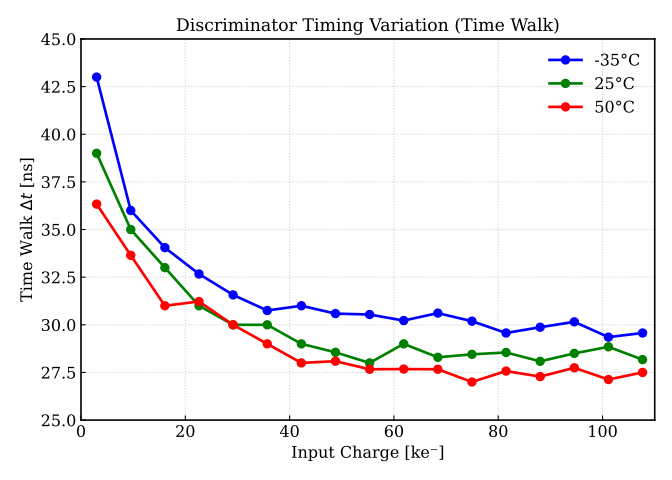 Discriminator Timing Variation (Time Walk)
45.0
42.5
40.0
37.5
35.0
32.5
30.0
27.5
25.0
Time Walk Δt [ns]
-35°C
25°C
50°C
0 20 40 60 80 100
Input Charge [ke⁻]